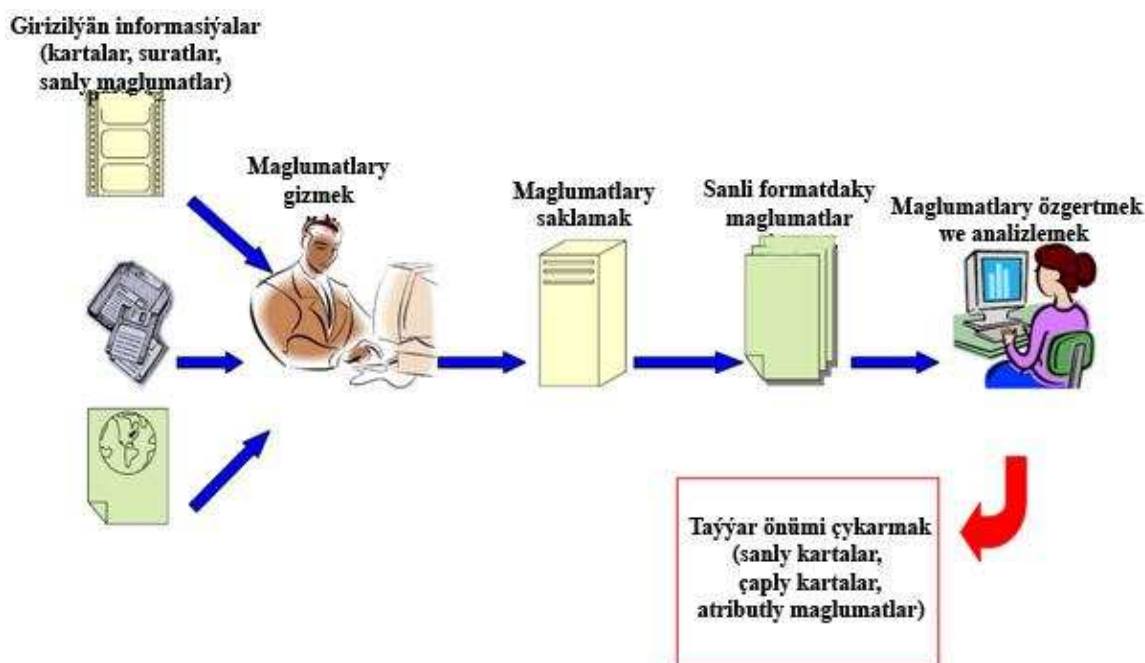 Girizilýän informasiýalar
(kartalar, suratlar,
sanly maglumatlar)
Maglumatlary
gizmek
Maglumatlary
saklamak
Sanli formatdaky
maglumatlar
Maglumatlary özgertmek
we analizlemek
Taýýar önümi çykarmak
(sanly kartalar,
çaply kartalar,
atributly maglumatlar)